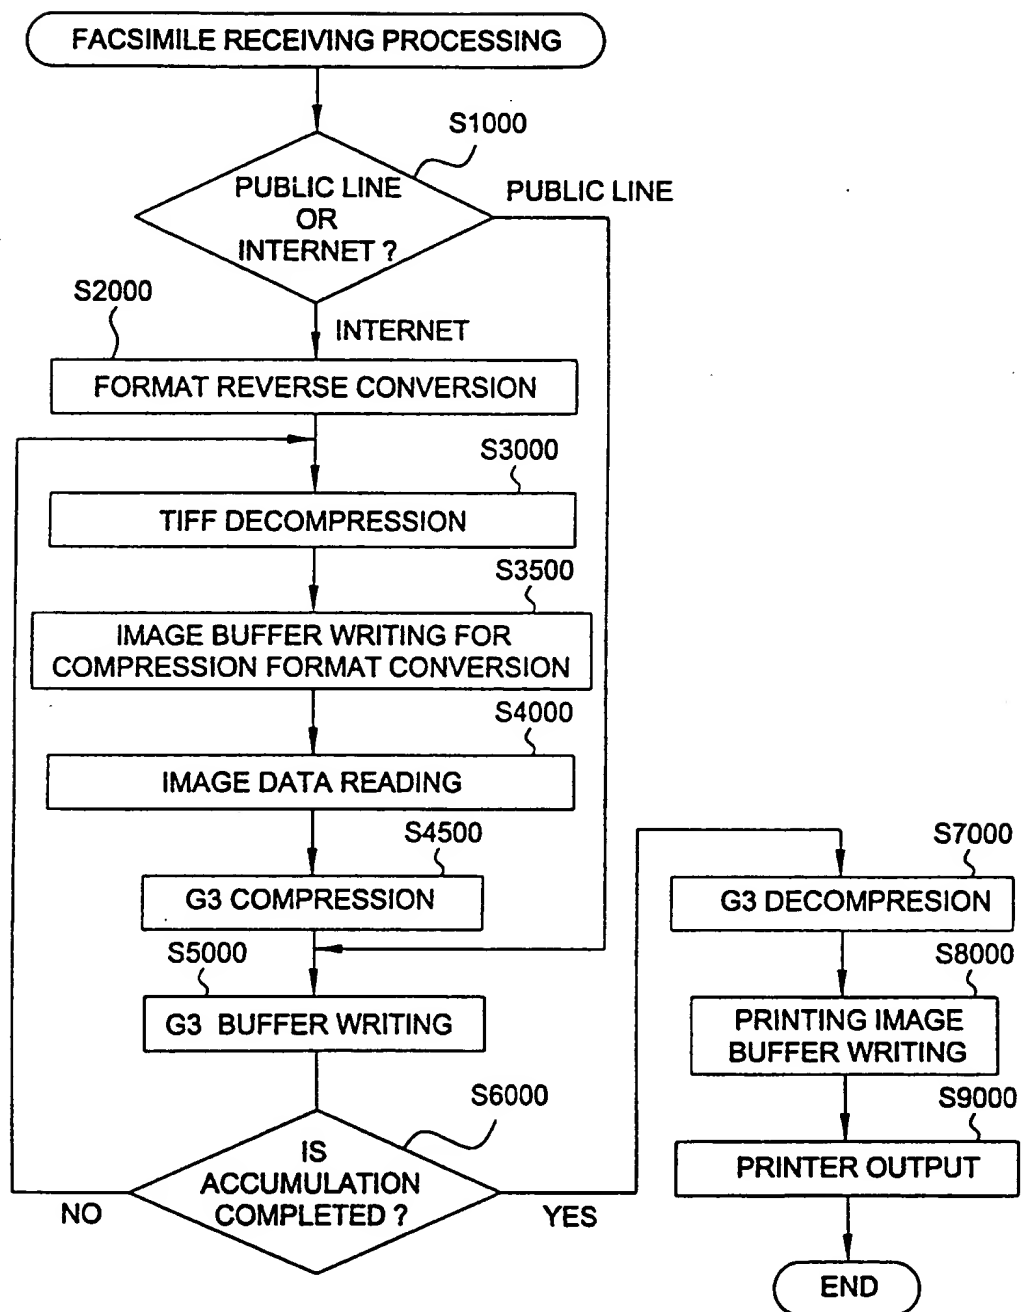 FACSIMILE RECEIVING PROCESSING
S1000
PUBLIC LINE
OR
INTERNET ?
PUBLIC LINE
S2000
INTERNET
FORMAT REVERSE CONVERSION
S3000
TIFF DECOMPRESSION
S3500
IMAGE BUFFER WRITING FOR
COMPRESSION FORMAT CONVERSION
S4000
IMAGE DATA READING
S4500
G3 COMPRESSION
S5000
G3 BUFFER WRITING
S6000
IS
ACCUMULATION
COMPLETED ?
NO
YES
S7000
G3 DECOMPRESION
S8000
PRINTING IMAGE
BUFFER WRITING
S9000
PRINTER OUTPUT
END